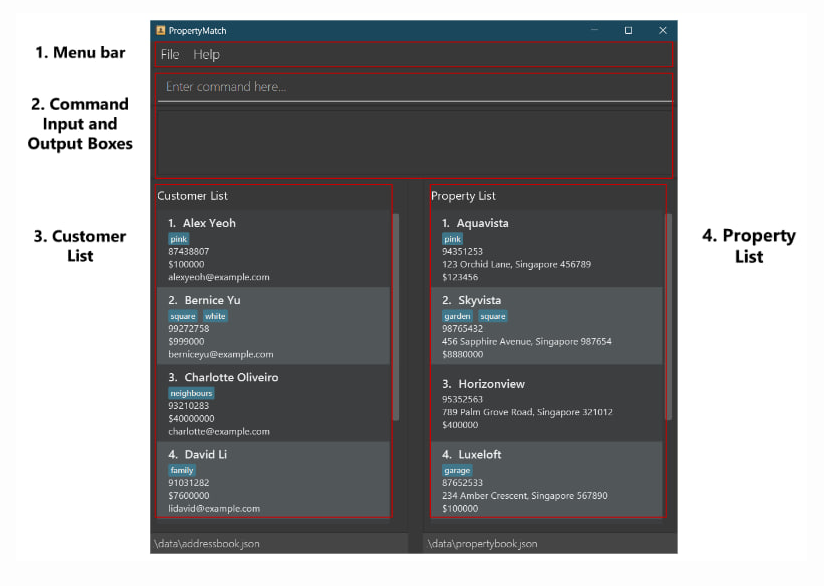 PropertyMatch
1. Menu bar
File Help
Enter command here...
2. Command
Input and
Output Boxes
3. Customer
List
Customer List
1. Alex Yeoh
pink
87438807
$100000
alexyeoh@example.com
2. Bernice Yu
square white
99272758
$999000
berniceyu@example.com
3. Charlotte Oliveiro
neighbours
93210283
$40000000
charlotte@example.com
4. David Li
family
91031282
$7600000
lidavid@example.com
\data\addressbook.json
Property List
1. Aquavista
pink
94351253
123 Orchid Lane, Singapore 456789
$123456
2. Skyvista
garden square
98765432
456 Sapphire Avenue, Singapore 987654
$8880000
3. Horizonview
95352563
789 Palm Grove Road, Singapore 321012
$400000
4. Luxeloft
garage
87652533
234 Amber Crescent, Singapore 567890
$100000
\data\propertybook.json
4. Property
List